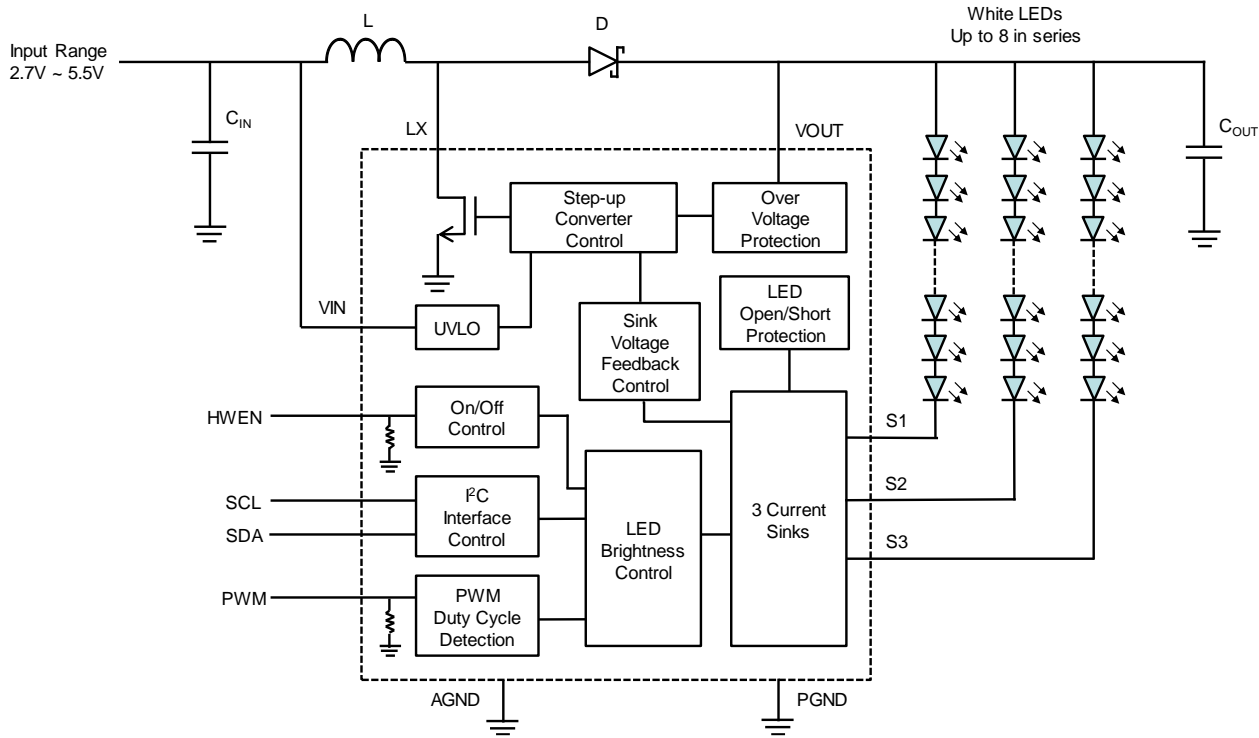 White LEDs
Up to 8 in series
L
D
Input Range
2.7V ~ 5.5V
CIN
LX
VOUT
COUT
Step-up
Converter
Control
Over
Voltage
Protection
VIN
UVLO
Sink
Voltage
Feedback
Control
LED
Open/Short
Protection
HWEN
On/Off
Control
S1
SCL
SDA
I²C
Interface
Control
LED
Brightness
Control
3 Current
Sinks
S2
S3
PWM
PWM
Duty Cycle
Detection
AGND
PGND